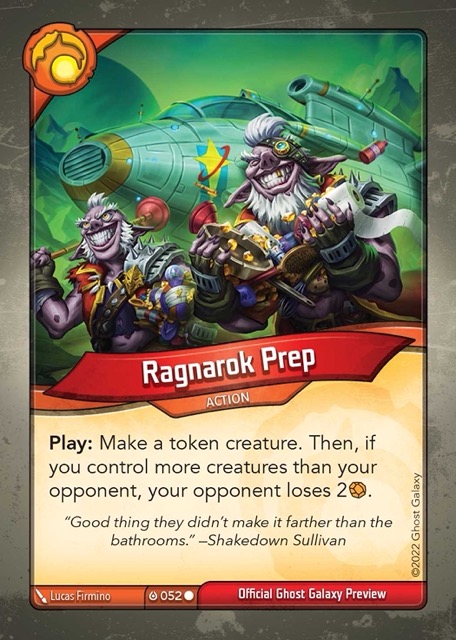 Ragnarok Prep
ACTION
Play: Make a token creature. Then, if
you control more creatures than your
opponent, your opponent loses 2.
“Good thing they didn’t make it farther than the
bathrooms.” –Shakedown Sullivan
©2022 Ghost Galaxy
Lucas Firmino
052
Official Ghost Galaxy Preview